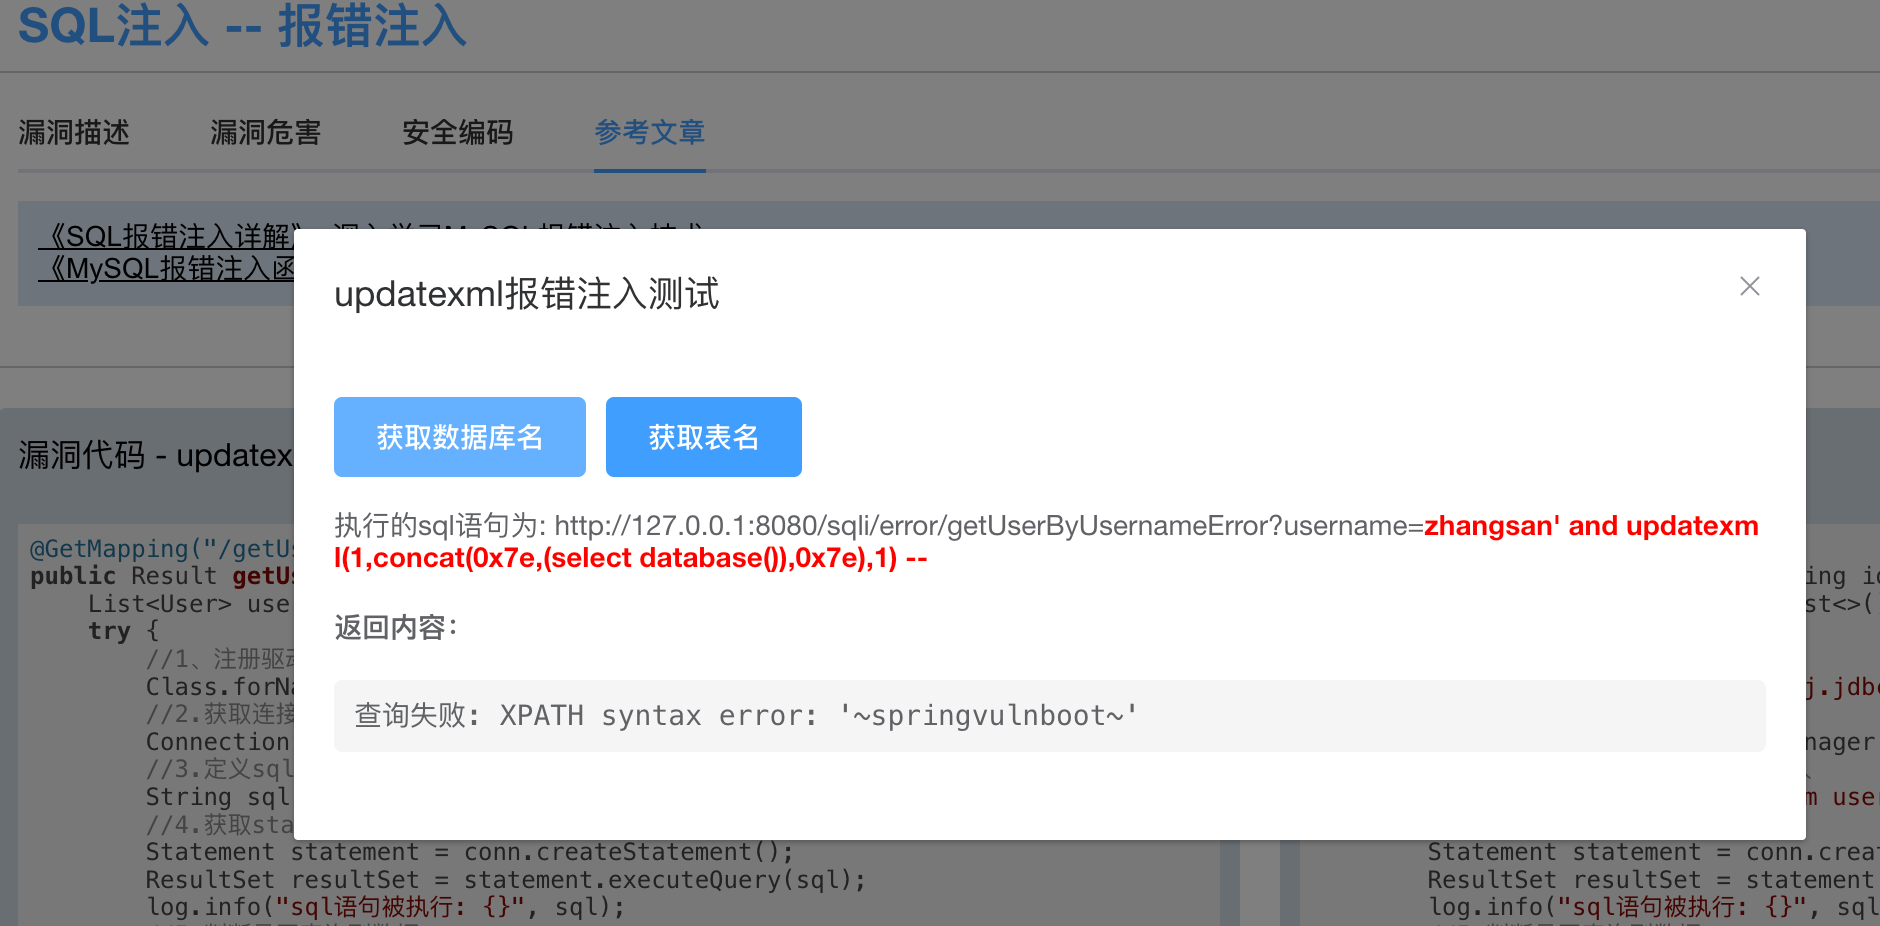 SQL注入 -- 报错注入
漏洞描述 漏洞危害 安全编码 参考文章
《SQL报错注入详解》
《MySQL报错注入函
updatexml报错注入测试
获取数据库名 获取表名
执行的sql语句为: http://127.0.0.1:8080/sqli/error/getUserByUsernameError?username=zhangsan' and updatexm
l(1,concat(0x7e,(select database()),0x7e),1) --
返回内容：
查询失败: XPATH syntax error: '~springvulnboot~'
漏洞代码 - updatex
@GetMapping("/getUs
public Result getUs
List<User> use
try {
//1、注册驱动
Class.forNa
//2.获取连接
Connection
//3.定义sql
String sql
//4.获取sta
Statement statement = conn.createStatement();
ResultSet resultSet = statement.executeQuery(sql);
log.info("sql语句被执行: {}", sql);
ing id
st<>(
j.jdbc
nager
m user
Statement statement = conn.creat
ResultSet resultSet = statement
log.info("sql语句被执行: {}", sql